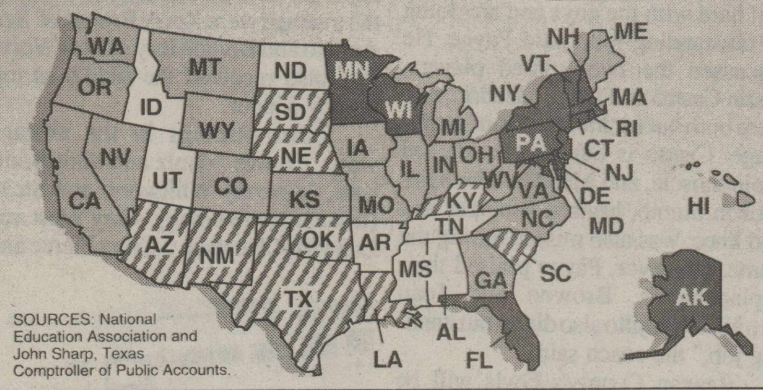 NH ME
WA VT
MT ND MN NY MA
OR
ID SD WI RI
WY MI PA CT
NV NE IA NJ
IL IN OH
UT CO WV VA DE
CA KS MO KY MD HI
NC
AZ NM OK AR TN
MS GA SC AK
TX
SOURCES: National
Education Association and
John Sharp, Texas
Comptroller of Public Accounts.
AL
LA FL